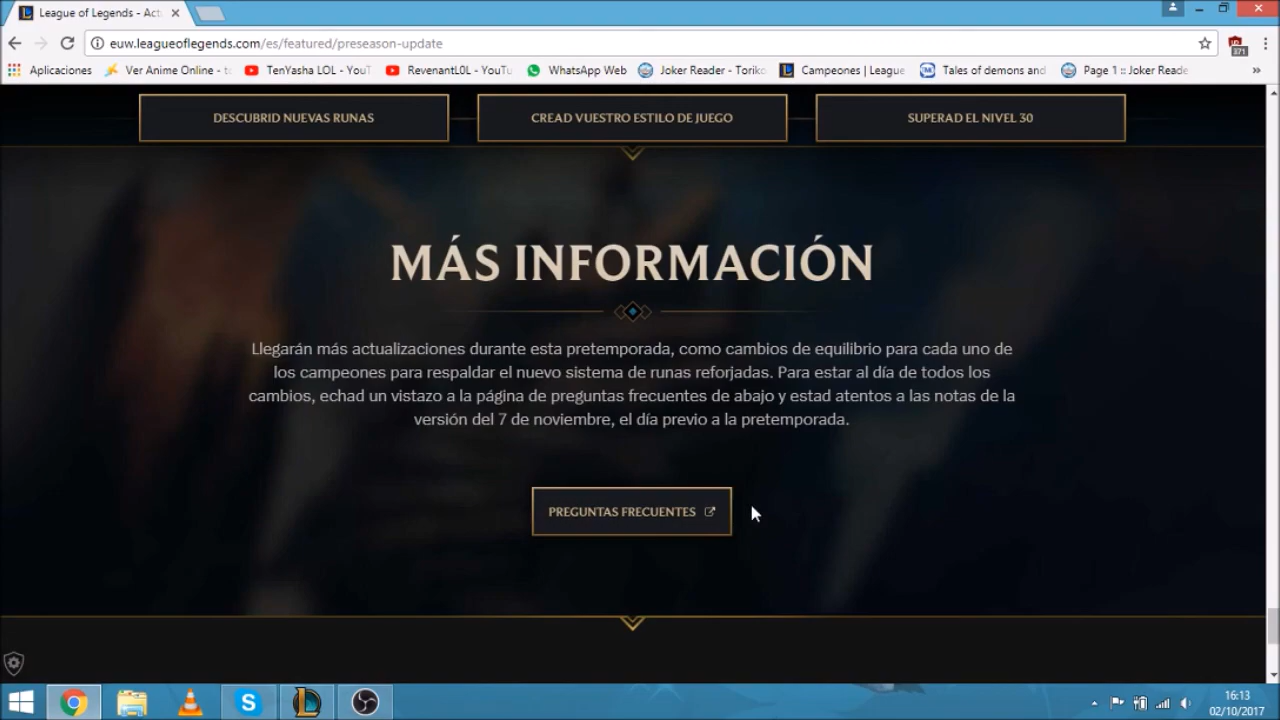 League of Legends - Act
euw.leagueoflegends.com/es/featured/preseason-update
371
Aplicaciones
Ver Anime Online - to
TenYasha LOL - YouT
RevenantL0L - YouTu
WhatsApp Web
Joker Reader - Toriko
Campeones | League
Tales of demons and
Page 1 :: Joker Reade
»
DESCUBRID NUEVAS RUNAS
CREAD VUESTRO ESTILO DE JUEGO
SUPERAD EL NIVEL 30
MÁS INFORMACIÓN
Llegarán más actualizaciones durante esta pretemporada, como cambios de equilibrio para cada uno de
los campeones para respaldar el nuevo sistema de runas reforjadas. Para estar al día de todos los
cambios, echad un vistazo a la página de preguntas frecuentes de abajo y estad atentos a las notas de la
versión del 7 de noviembre, el día previo a la pretemporada.
PREGUNTAS FRECUENTES
16:13
02/10/2017